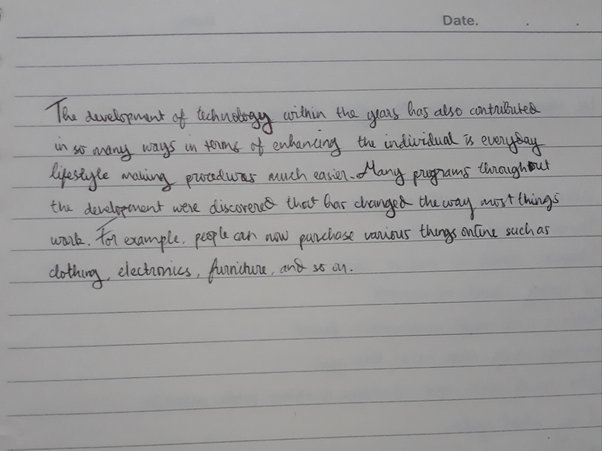 Date. . .
The development of technology within the years has also contributed
in so many ways in terms of enhancing the individual is everyday
lifestyle making procedures much easier. Many programs throughout
the development were discovered that has changed the way most things
work. For example, people can now purchase various things online such as
clothing, electronics, furniture, and so on.